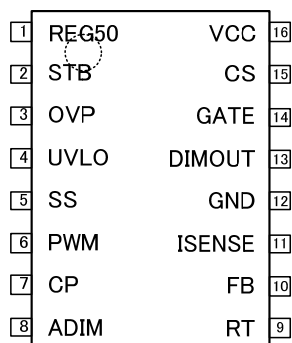 1 REG50 VCC 16
2 STB CS 15
3 OVP GATE 14
4 UVLO DIMOUT 13
5 SS GND 12
6 PWM ISENSE 11
7 CP FB 10
8 ADIM RT 9